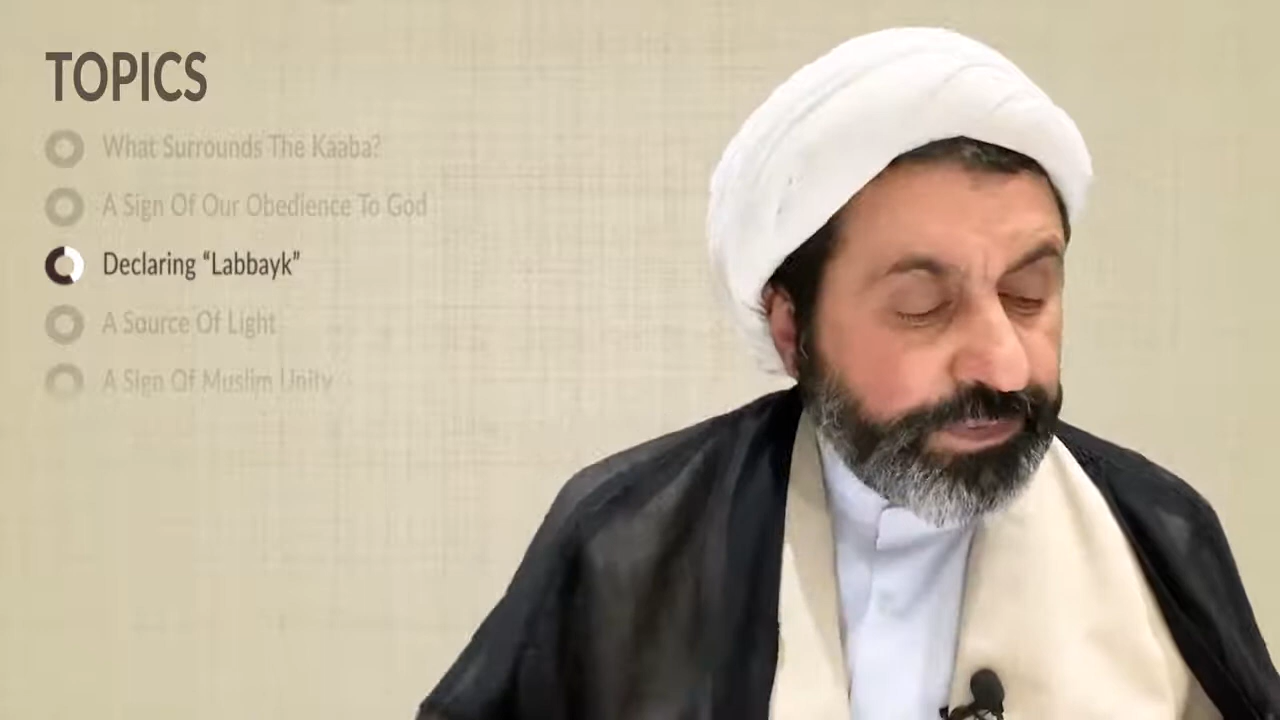 TOPICS
What Surrounds The Kaaba?
A Sign Of Our Obedience To God
Declaring “Labbayk”
A Source Of Light
A Sign Of Muslim Unity